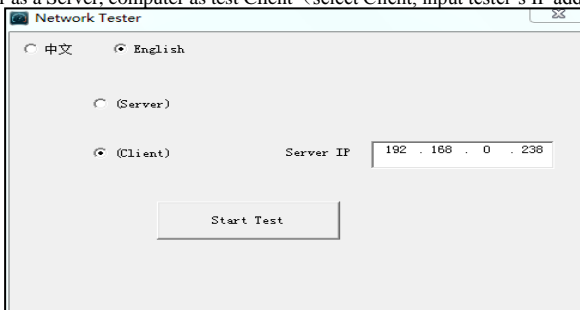 as a Server, computer as test Client (select Client, input tester's IP
Network Tester
中文 English
(Server)
(Client) Server IP 192 . 168 . 0 . 238
Start Test